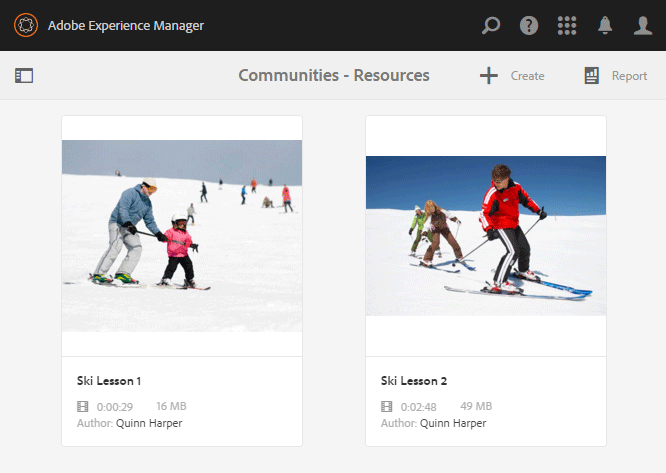 Adobe Experience Manager
Communities - Resources
Create
Report
Ski Lesson 1
0:00:29 16 MB
Author: Quinn Harper
Ski Lesson 2
0:02:48 49 MB
Author: Quinn Harper